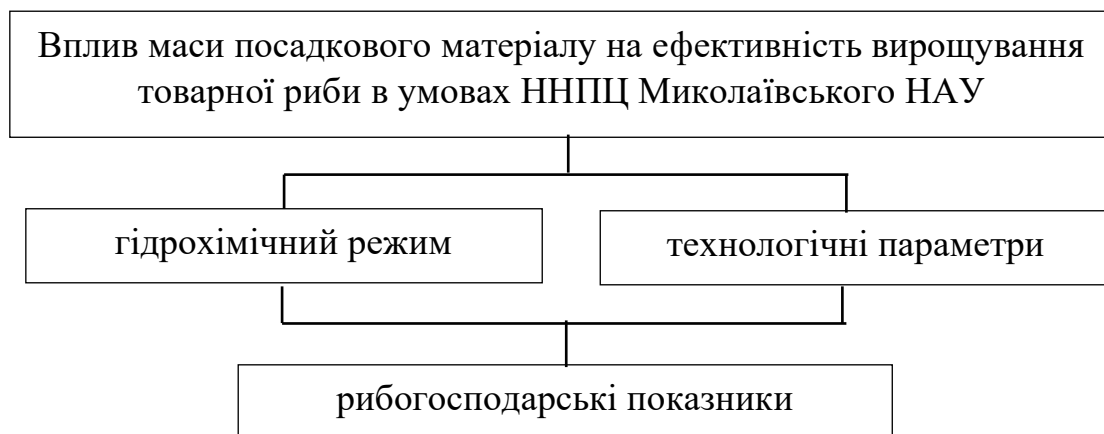 Вплив маси посадкового матеріалу на ефективність вирощування
товарної риби в умовах ННПЦ Миколаївського НАУ
гідрохімічний режим
технологічні параметри
рибогосподарські показники